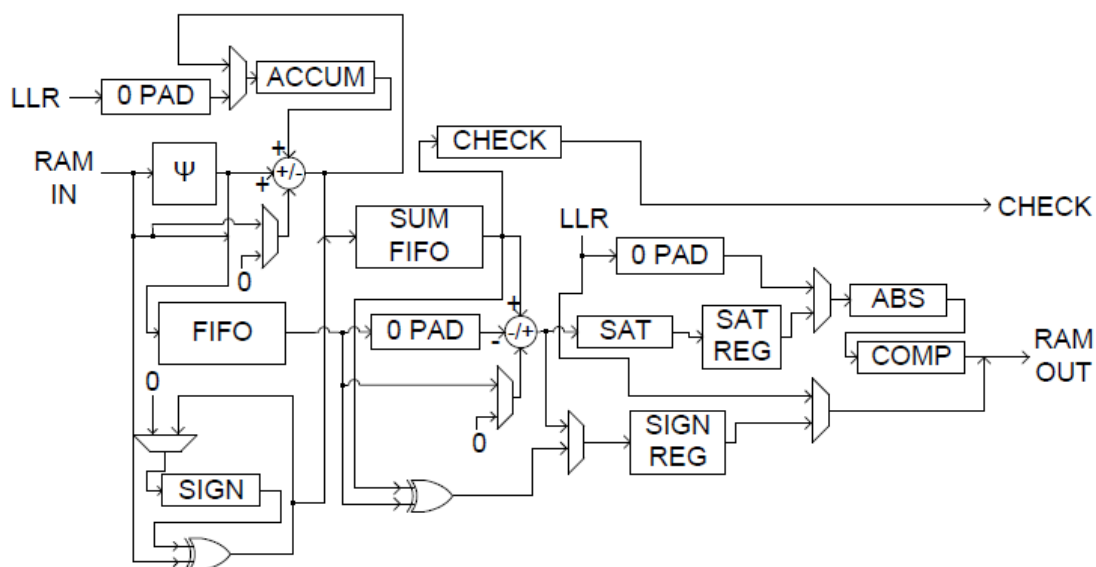 LLR
0 PAD
ACCUM
RAM
IN
Ψ
+
+
+/-
0
SUM
FIFO
CHECK
CHECK
LLR
0 PAD
FIFO
0 PAD
+
-
-/+
SAT
SAT
REG
ABS
COMP
RAM
OUT
0
0
SIGN
REG
SIGN